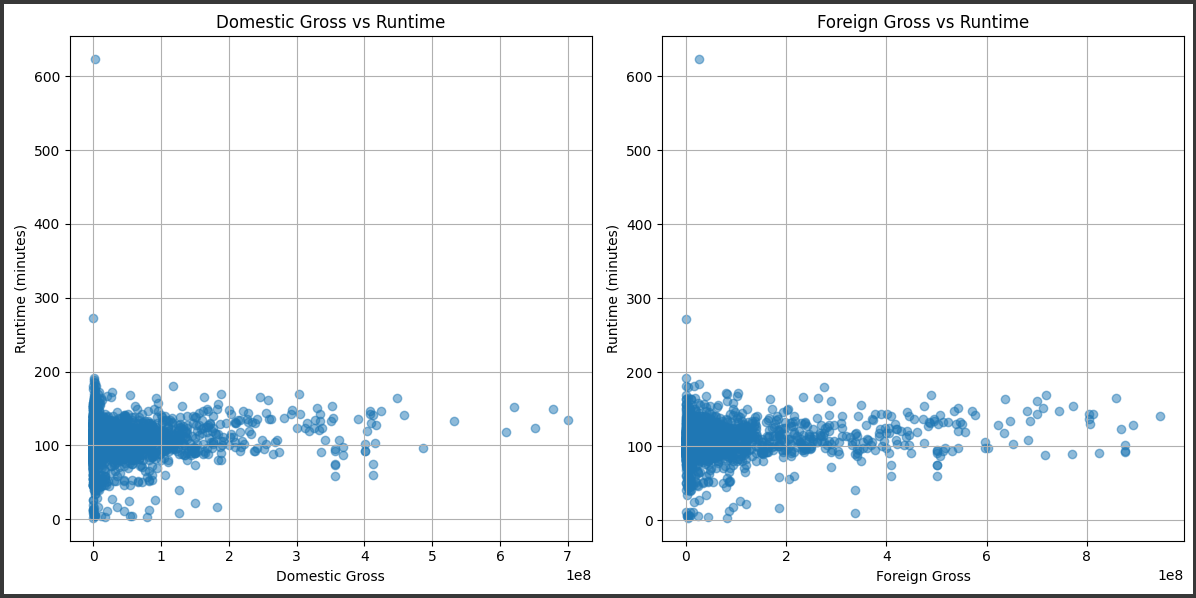 Domestic Gross vs Runtime
Runtime (minutes)
600
500
400
300
200
100
0
0 1 2 3 4 5 6 7
1e8
Domestic Gross
Foreign Gross vs Runtime
Runtime (minutes)
600
500
400
300
200
100
0
0 2 4 6 8
1e8
Foreign Gross